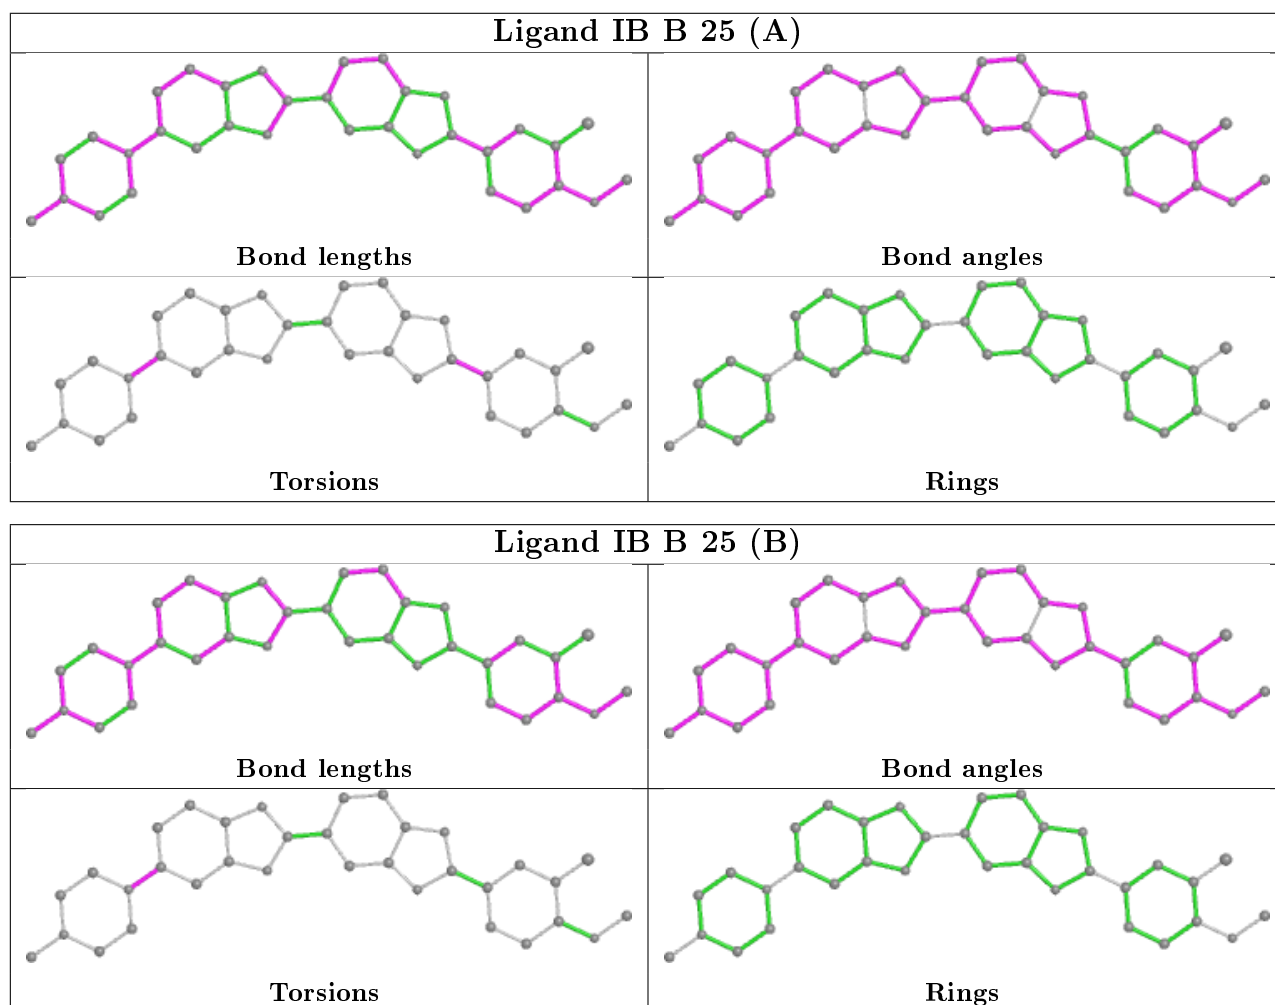 Ligand IB B 25 (A)
Bond lengths
Bond angles
Torsions
Rings
Ligand IB B 25 (B)
Bond lengths
Bond angles
Torsions
Rings